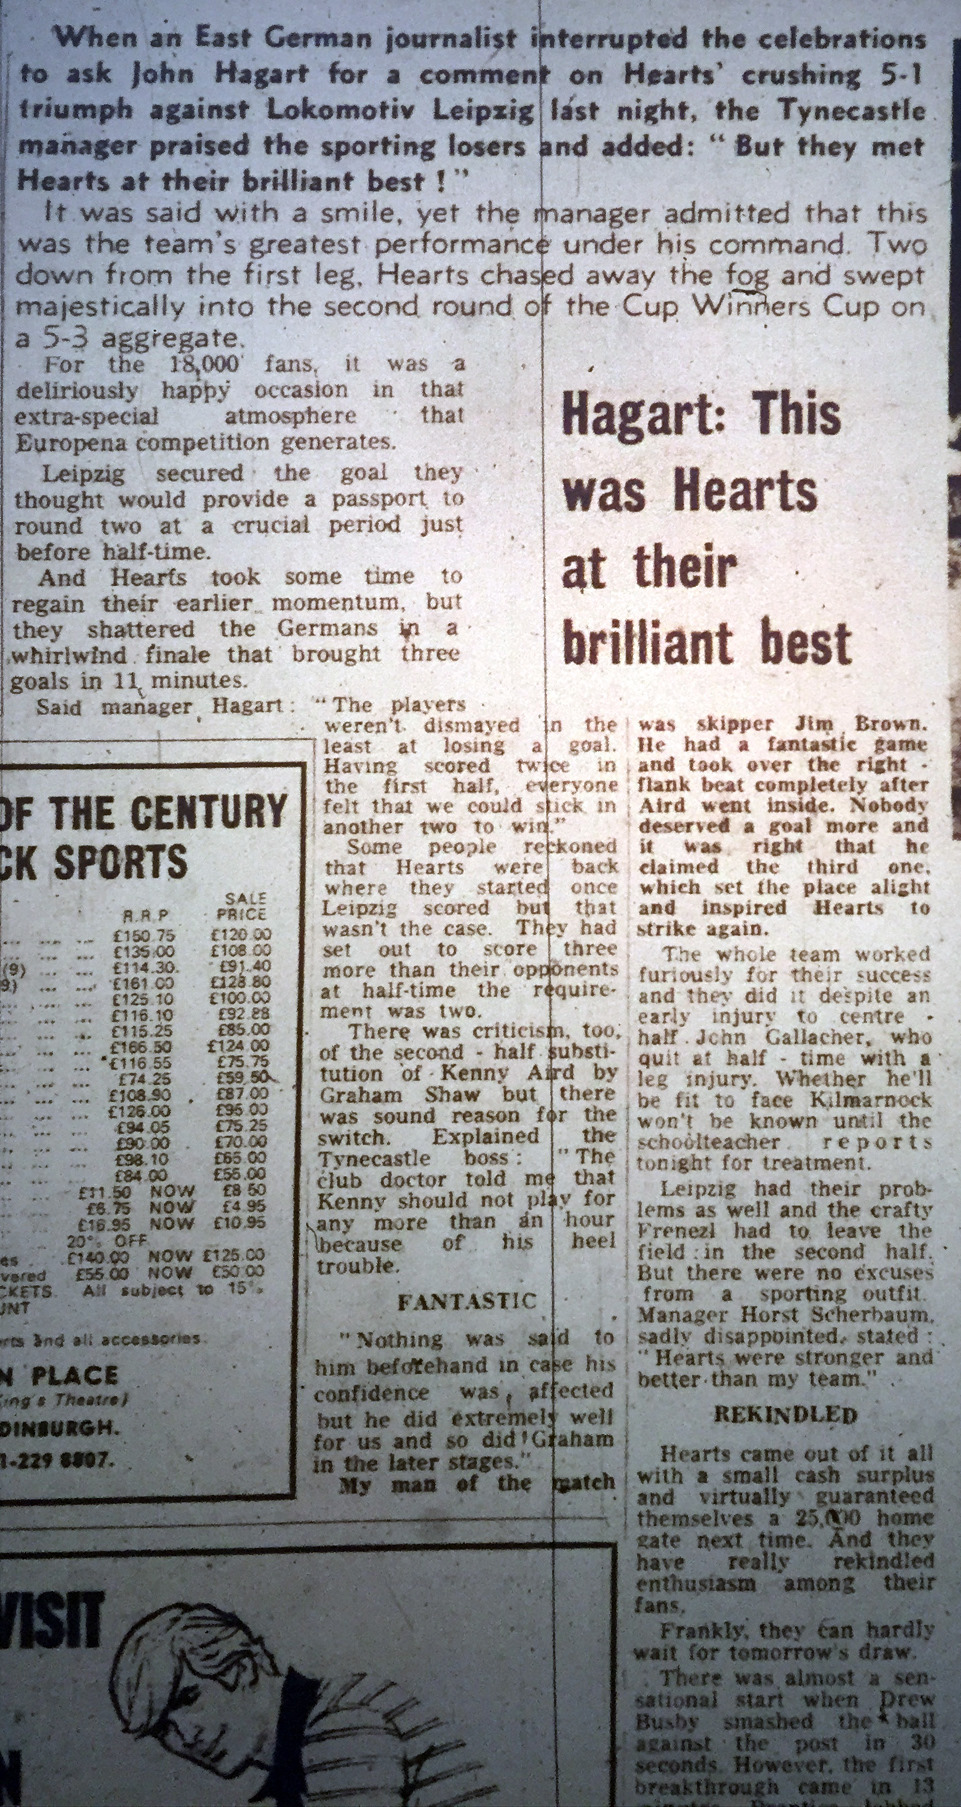 When an East German journalist interrupted the celebrations
to ask John Hagart for a comment on Hearts' crushing 5-1
triumph against Lokomotiv Leipzig last night, the Tynecastle
manager praised the sporting losers and added: "But they met
Hearts at their brilliant best!"
It was said with a smile, yet the manager admitted that this
was the team's greatest performance under his command. Two
down from the first leg, Hearts chased away the fog and swept
majestically into the second round of the Cup Winners Cup on
a 5-3 aggregate.
For the 18,000 fans, it was a
deliriously happy occasion in that
extra-special atmosphere that
Europena competition generates.
Leipzig secured the goal they
thought would provide a passport to
round two at a crucial period just
before half-time.
And Hearts took some time to
regain their earlier momentum, but
they shattered the Germans in a
whirlwind finale that brought three
goals in 11 minutes.
Hagart: This
was Hearts
at their
brilliant best
Said manager Hagart: "The players
weren't dismayed in the
least at losing a goal.
Having scored twice in
the first half, everyone
felt that we could stick in
another two to win."
Some people reckoned
that Hearts were back
where they started once
Leipzig scored but that
wasn't the case. They had
set out to score three
more than their opponents
at half-time the require-
ment was two.
There was criticism, too,
of the second-half substi-
tution of Kenny Aird by
Graham Shaw but there
was sound reason for the
switch. Explained the
Tynecastle boss: "The
club doctor told me that
Kenny should not play for
any more than an hour
because of his heel
trouble.
FANTASTIC
"Nothing was said to
him beforehand in case his
confidence was affected
but he did extremely well
for us and so did Graham
in the later stages."
My man of the match
was skipper Jim Brown.
He had a fantastic game
and took over the right-
flank beat completely after
Aird went inside. Nobody
deserved a goal more and
it was right that he
claimed the third one,
which set the place alight
and inspired Hearts to
strike again.
The whole team worked
furiously for their success
and they did it despite an
early injury to centre-
half John Gallacher, who
quit at half-time with a
leg injury. Whether he'll
be fit to face Kilmarnock
won't be known until the
schoolteacher reports
tonight for treatment.
Leipzig had their prob-
lems as well and the crafty
Frenezl had to leave the
field in the second half.
But there were no excuses
from a sporting outfit.
Manager Horst Scherbaum,
sadly disappointed, stated:
"Hearts were stronger and
better than my team."
REKINDLED
Hearts came out of it all
with a small cash surplus
and virtually guaranteed
themselves a 25,000 home
gate next time. And they
have really rekindled
enthusiasm among their
fans.
Frankly, they can hardly
wait for tomorrow's draw.
There was almost a sen-
sational start when Drew
Busby smashed the ball
against the post in 30
seconds. However, the first
breakthrough came in 13
OF THE CENTURY
CK SPORTS
SALE
R.R.P PRICE
£150.75 £120.00
£135.00 £108.00
(9) £114.30 £91.40
9) £161.00 £128.80
£125.10 £100.00
£116.10 £92.88
£115.25 £85.00
£166.50 £124.00
£116.55 £75.75
£74.25 £59.50
£108.90 £87.00
£126.00 £95.00
£94.05 £75.25
£90.00 £70.00
£98.10 £65.00
£84.00 £55.00
£11.50 NOW £8.50
£6.75 NOW £4.95
£16.95 NOW £10.95
20% OFF
es £140.00 NOW £125.00
vered £55.00 NOW £50.00
CKETS. All subject to 15%
UNT
rts and all accessories.
N PLACE
ing's Theatre)
DINBURGH.
1-229 8807.
VISIT
N